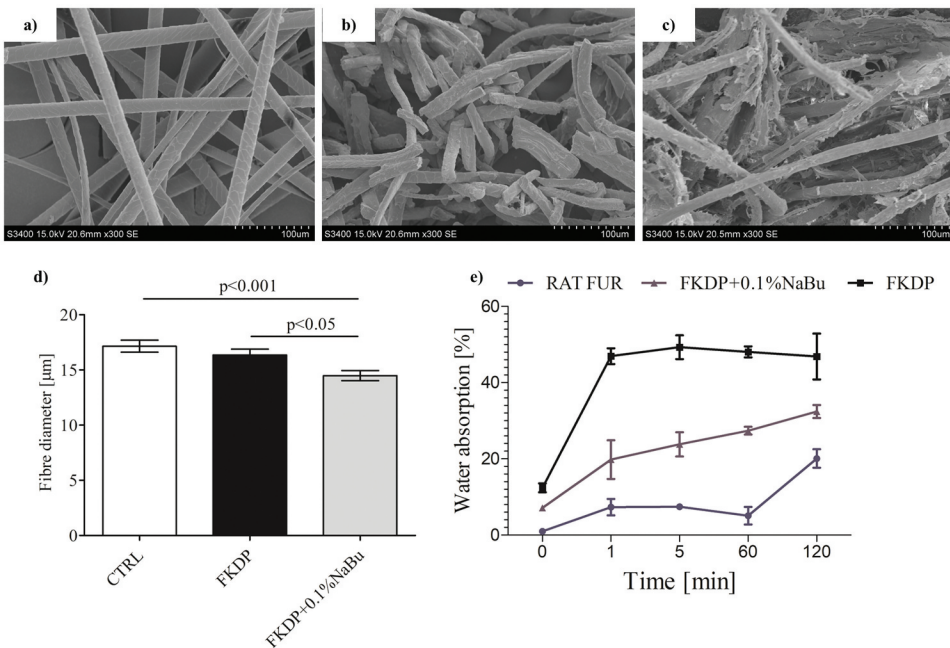 a)
b)
c)
S3400 15.0kV 20.6mm x300 SE
100um
S3400 15.0kV 20.6mm x300 SE
100um
S3400 15.0kV 20.5mm x300 SE
100um
d)
p<0.001
p<0.05
20
15
10
5
0
Fibre diameter [µm]
CTRL
FKDP
FKDP+0.1%NaBu
e)
RAT FUR
FKDP+0.1%NaBu
FKDP
60
40
20
0
Water absorption [%]
0 1 5 60 120
Time [min]